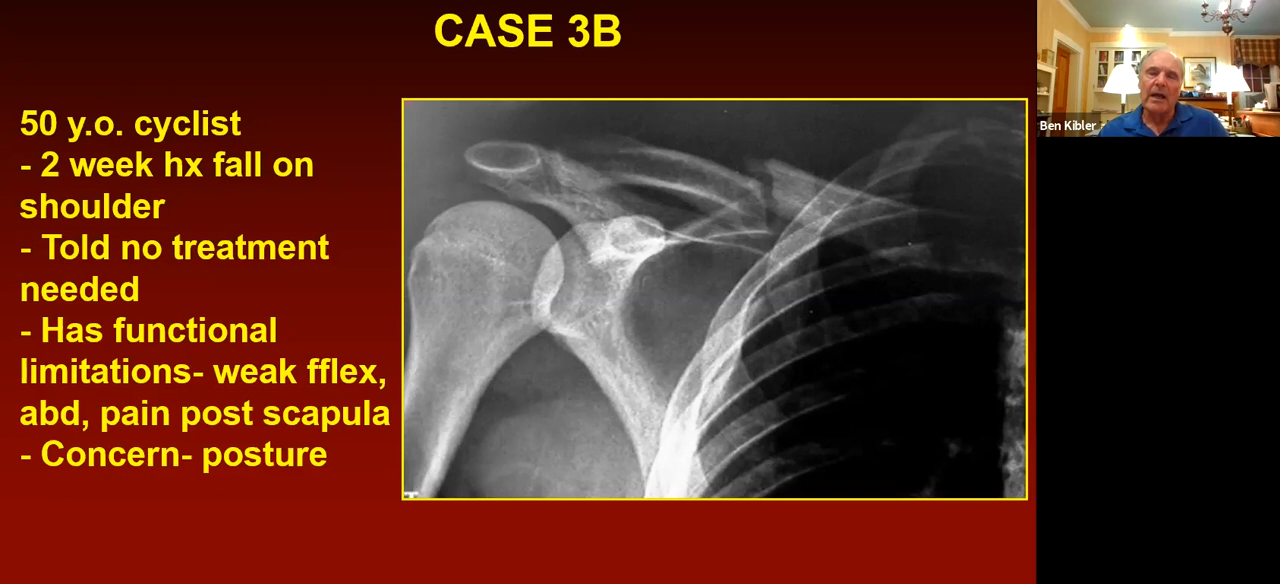 CASE 3B
50 y.o. cyclist
- 2 week hx fall on
shoulder
- Told no treatment
needed
- Has functional
limitations- weak fflex,
abd, pain post scapula
- Concern- posture
Ben Kibler